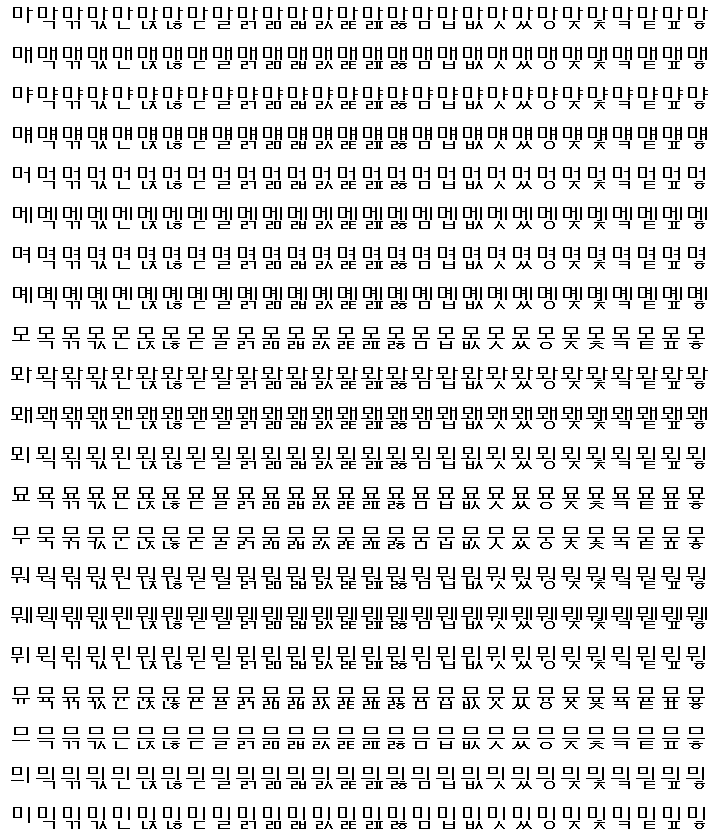 마 막 맊 맋 만 맍 많 맏 말 맑 맒 맓 맔 맕 맖 맗 맘 맙 맚 맛 맜 망 맞 맟 맠 맡 맢 맣
매 맥 맦 맧 맨 맩 맪 맫 맬 맭 맮 맯 맰 맱 맲 맳 맴 맵 맶 맷 맸 맹 맺 맻 맼 맽 맾 맿
먀 먁 먂 먃 먄 먅 먆 먇 먈 먉 먊 먋 먌 먍 먎 먏 먐 먑 먒 먓 먔 먕 먖 먗 먘 먙 먚 먛
먜 먝 먞 먟 먠 먡 먢 먣 먤 먥 먦 먧 먨 먩 먪 먫 먬 먭 먮 먯 먰 먱 먲 먳 먴 먵 먶 먷
머 먹 먺 먻 먼 먽 먾 먿 멀 멁 멂 멃 멄 멅 멆 멇 멈 멉 멊 멋 멌 멍 멎 멏 멐 멑 멒 멓
메 멕 멖 멗 멘 멙 멚 멛 멜 멝 멞 멟 멠 멡 멢 멣 멤 멥 멦 멧 멨 멩 멪 멫 멬 멭 멮 멯
며 멱 멲 멳 면 멵 멶 멷 멸 멹 멺 멻 멼 멽 멾 멿 몀 몁 몂 몃 몄 명 몆 몇 몈 몉 몊 몋
몌 몍 몎 몏 몐 몑 몒 몓 몔 몕 몖 몗 몘 몙 몚 몛 몜 몝 몞 몟 몠 몡 몢 몣 몤 몥 몦 몧
모 목 몪 몫 몬 몭 몮 몯 몰 몱 몲 몳 몴 몵 몶 몷 몸 몹 몺 못 몼 몽 몾 몿 뫀 뫁 뫂 뫃
뫄 뫅 뫆 뫇 뫈 뫉 뫊 뫋 뫌 뫍 뫎 뫏 뫐 뫑 뫒 뫓 뫔 뫕 뫖 뫗 뫘 뫙 뫚 뫛 뫜 뫝 뫞 뫟
뫠 뫡 뫢 뫣 뫤 뫥 뫦 뫧 뫨 뫩 뫪 뫫 뫬 뫭 뫮 뫯 뫰 뫱 뫲 뫳 뫴 뫵 뫶 뫷 뫸 뫹 뫺 뫻
뫼 뫽 뫾 뫿 묀 묁 묂 묃 묄 묅 묆 묇 묈 묉 묊 묋 묌 묍 묎 묏 묐 묑 묒 묓 묔 묕 묖 묗
묘 묙 묚 묛 묜 묝 묞 묟 묠 묡 묢 묣 묤 묥 묦 묧 묨 묩 묪 묫 묬 묭 묮 묯 묰 묱 묲 묳
무 묵 묶 묷 문 묹 묺 묻 물 묽 묾 묿 뭀 뭁 뭂 뭃 뭄 뭅 뭆 뭇 뭈 뭉 뭊 뭋 뭌 뭍 뭎 뭏
뭐 뭑 뭒 뭓 뭔 뭕 뭖 뭗 뭘 뭙 뭚 뭛 뭜 뭝 뭞 뭟 뭠 뭡 뭢 뭣 뭤 뭥 뭦 뭧 뭨 뭩 뭪 뭫
뭬 뭭 뭮 뭯 뭰 뭱 뭲 뭳 뭴 뭵 뭶 뭷 뭸 뭹 뭺 뭻 뭼 뭽 뭾 뭿 뮀 뮁 뮂 뮃 뮄 뮅 뮆 뮇
뮈 뮉 뮊 뮋 뮌 뮍 뮎 뮏 뮐 뮑 뮒 뮓 뮔 뮕 뮖 뮗 뮘 뮙 뮚 뮛 뮜 뮝 뮞 뮟 뮠 뮡 뮢 뮣
뮤 뮥 뮦 뮧 뮨 뮩 뮪 뮫 뮬 뮭 뮮 뮯 뮰 뮱 뮲 뮳 뮴 뮵 뮶 뮷 뮸 뮹 뮺 뮻 뮼 뮽 뮾 뮿
므 믁 믂 믃 믄 믅 믆 믇 믈 믉 믊 믋 믌 믍 믎 믏 믐 믑 믒 믓 믔 믕 믖 믗 믘 믙 믚 믛
믜 믝 믞 믟 믠 믡 믢 믣 믤 믥 믦 믧 믨 믩 믪 믫 믬 믭 믮 믯 믰 믱 믲 믳 믴 믵 믶 믷
미 믹 믺 믻 민 믽 믾 믿 밀 밁 밂 밃 밄 밅 밆 밇 밈 밉 밊 밋 밌 밍 밎 및 밐 밑 밒 밓